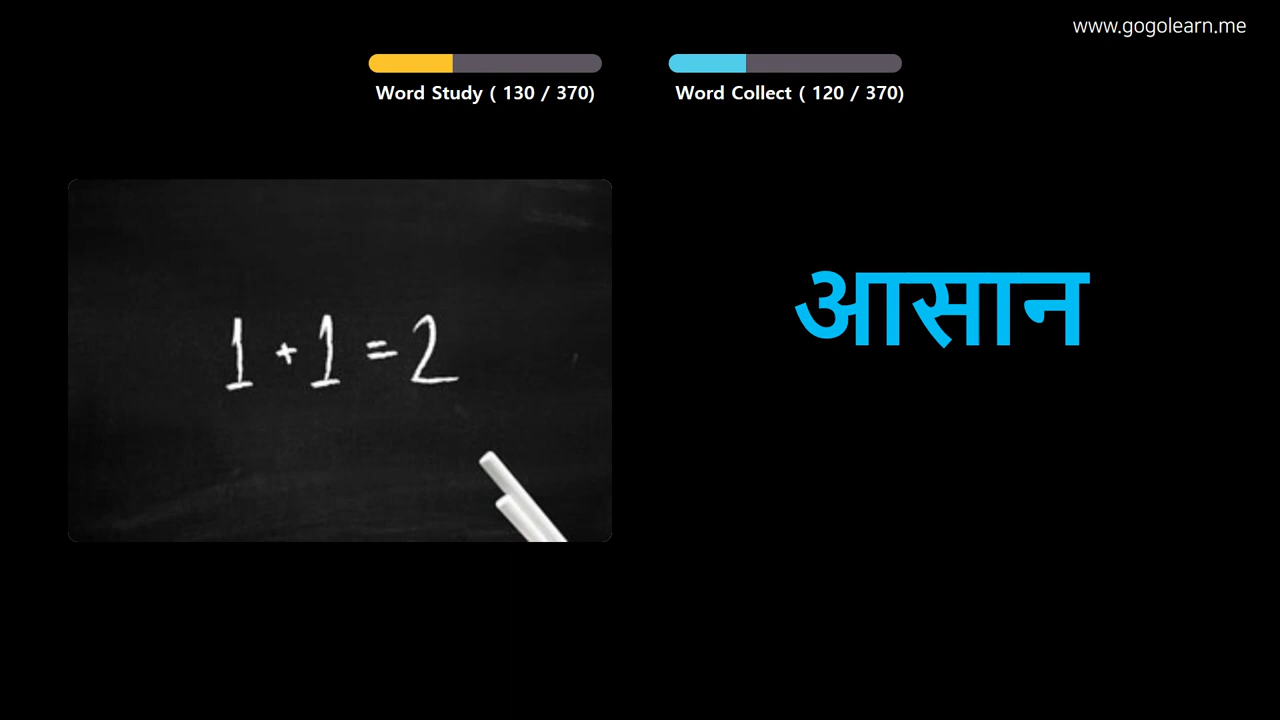 www.gogolearn.me
Word Study ( 130 / 370)
Word Collect ( 120 / 370)
1 + 1 = 2
आसान